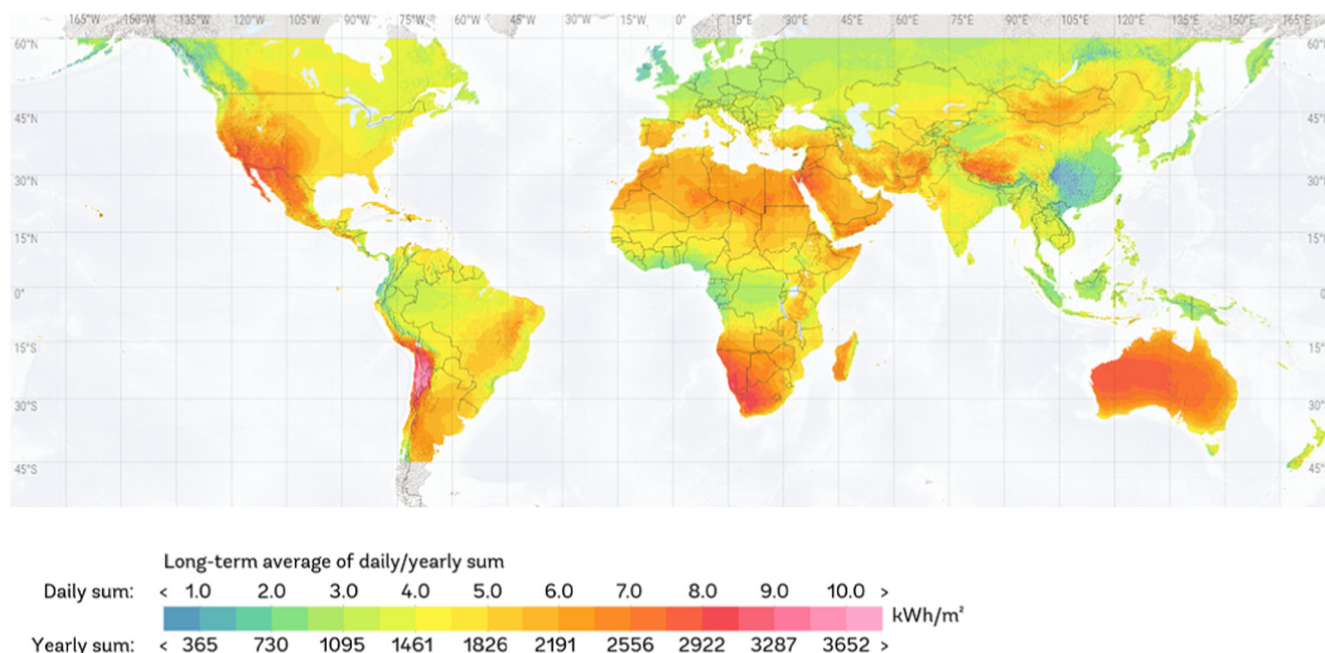 165°W 150°W 135°W 120°W 105°W 90°W 75°W 60°W 45°W 30°W 15°W 0° 15°E 30°E 45°E 60°E 75°E 90°E 105°E 120°E 135°E 150°E 165°E
60°N 60°
45°N 45°
30°N 30°
15°N 15°
0° 0
15°S 15°
30°S 30°
45°S 45°
Long-term average of daily/yearly sum
Daily sum: < 1.0 2.0 3.0 4.0 5.0 6.0 7.0 8.0 9.0 10.0 >
kWh/m²
Yearly sum: < 365 730 1095 1461 1826 2191 2556 2922 3287 3652 >